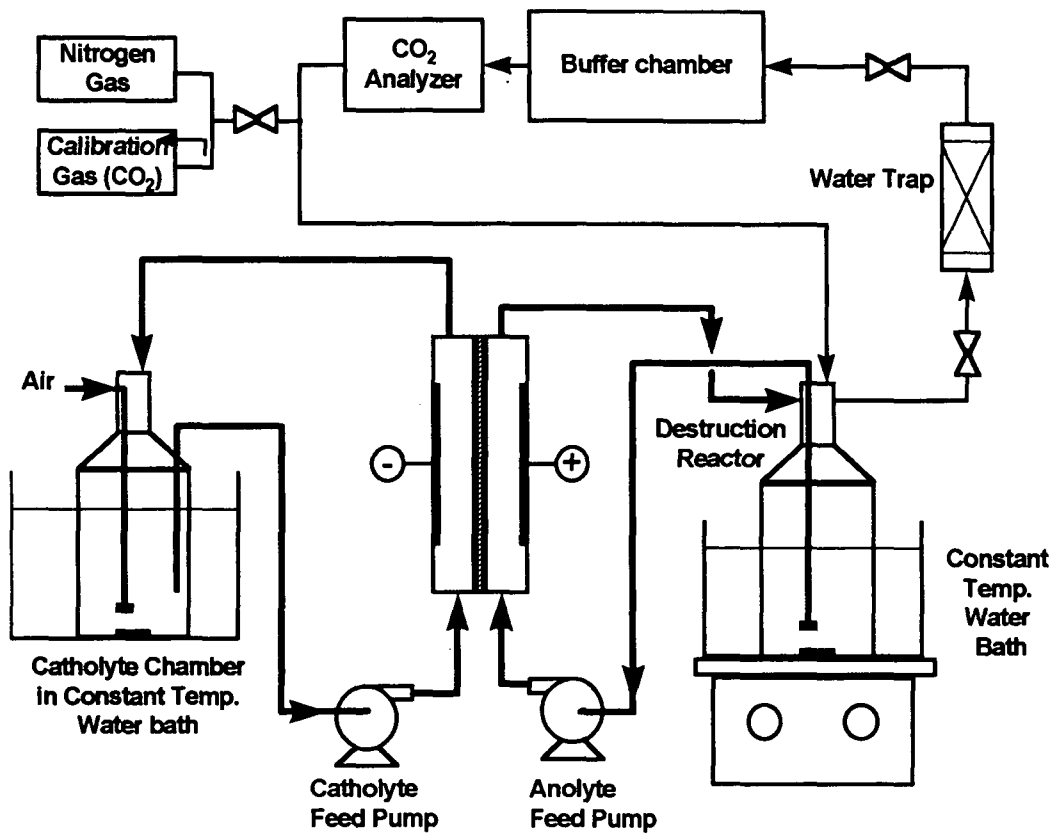 Nitrogen
Gas
Calibration
Gas (CO₂)
CO₂
Analyzer
Buffer chamber
Water Trap
Air
-
+
Destruction
Reactor
Constant
Temp.
Water
Bath
Catholyte Chamber
in Constant Temp.
Water bath
Catholyte
Feed Pump
Anolyte
Feed Pump